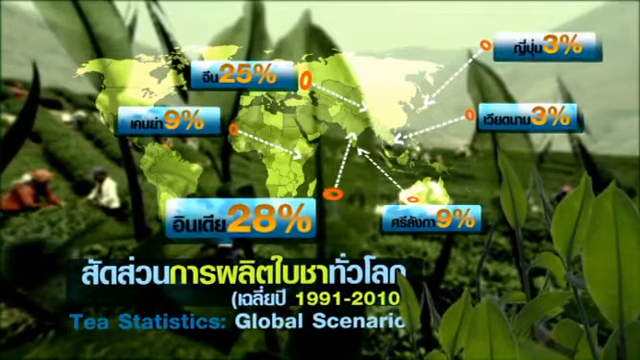 ญี่ปุ่น 3%
จีน 25%
เคนย่า 9%
เวียดนาม 3%
อินเดีย 28%
ศรีลังกา 9%
สัดส่วนการผลิตใบชาทั่วโลก
(เฉลี่ยปี 1991-2010
Tea Statistics: Global Scenario